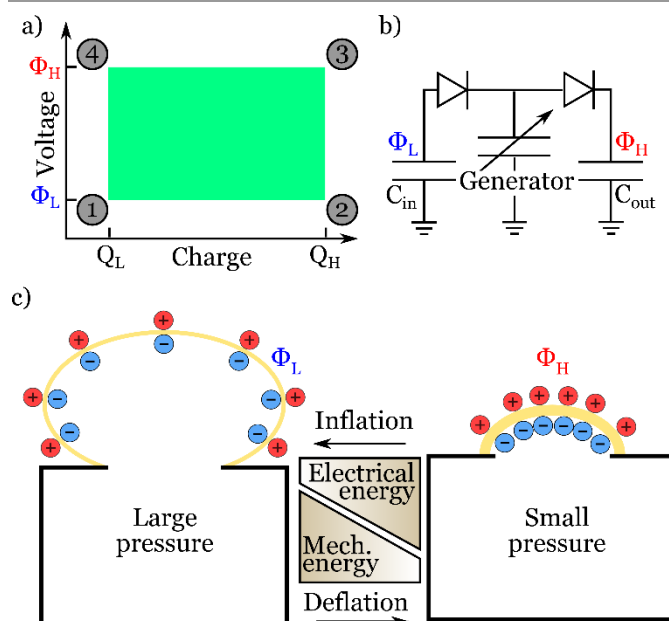 a)
4
3
Φ_H
Voltage
Φ_L
1
2
Q_L
Charge
Q_H
b)
Φ_L
Φ_H
Generator
C_in
C_out
c)
+ + + + + + +
− − − − − − −
Φ_L
Large
pressure
Inflation
Electrical
energy
Mech.
energy
Deflation
Φ_H
+ + + + + +
− − − − − −
Small
pressure